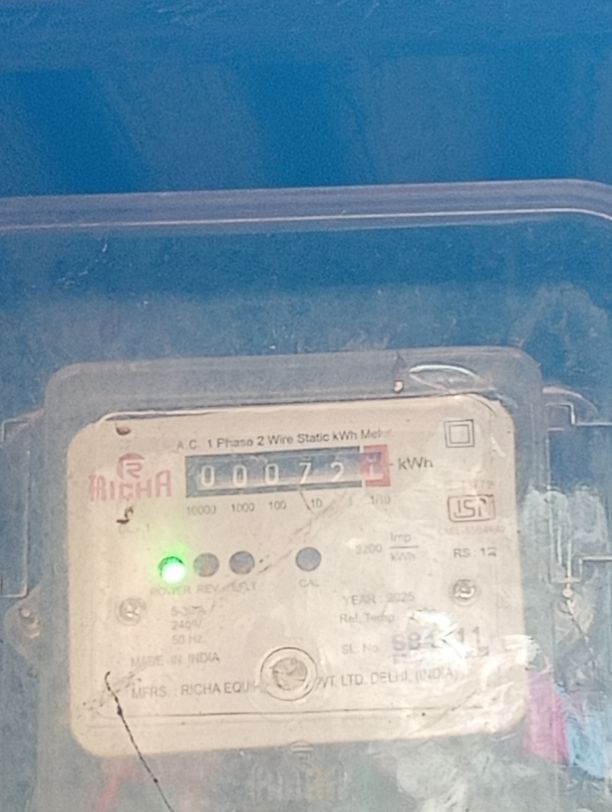 A.C. 1 Phase 2 Wire Static kWh Meter
RICHA
0 0 0 7 2 kWh
10000 1000 100 10 1 1/10
3200 Imp/kWh
RS : 12
POWER REV CAL
YEAR : 2025
Ref. Temp.
240V
50 Hz.
SL. No.
MADE IN INDIA
MFRS. : RICHA PVT. LTD. DELHI, (INDIA)